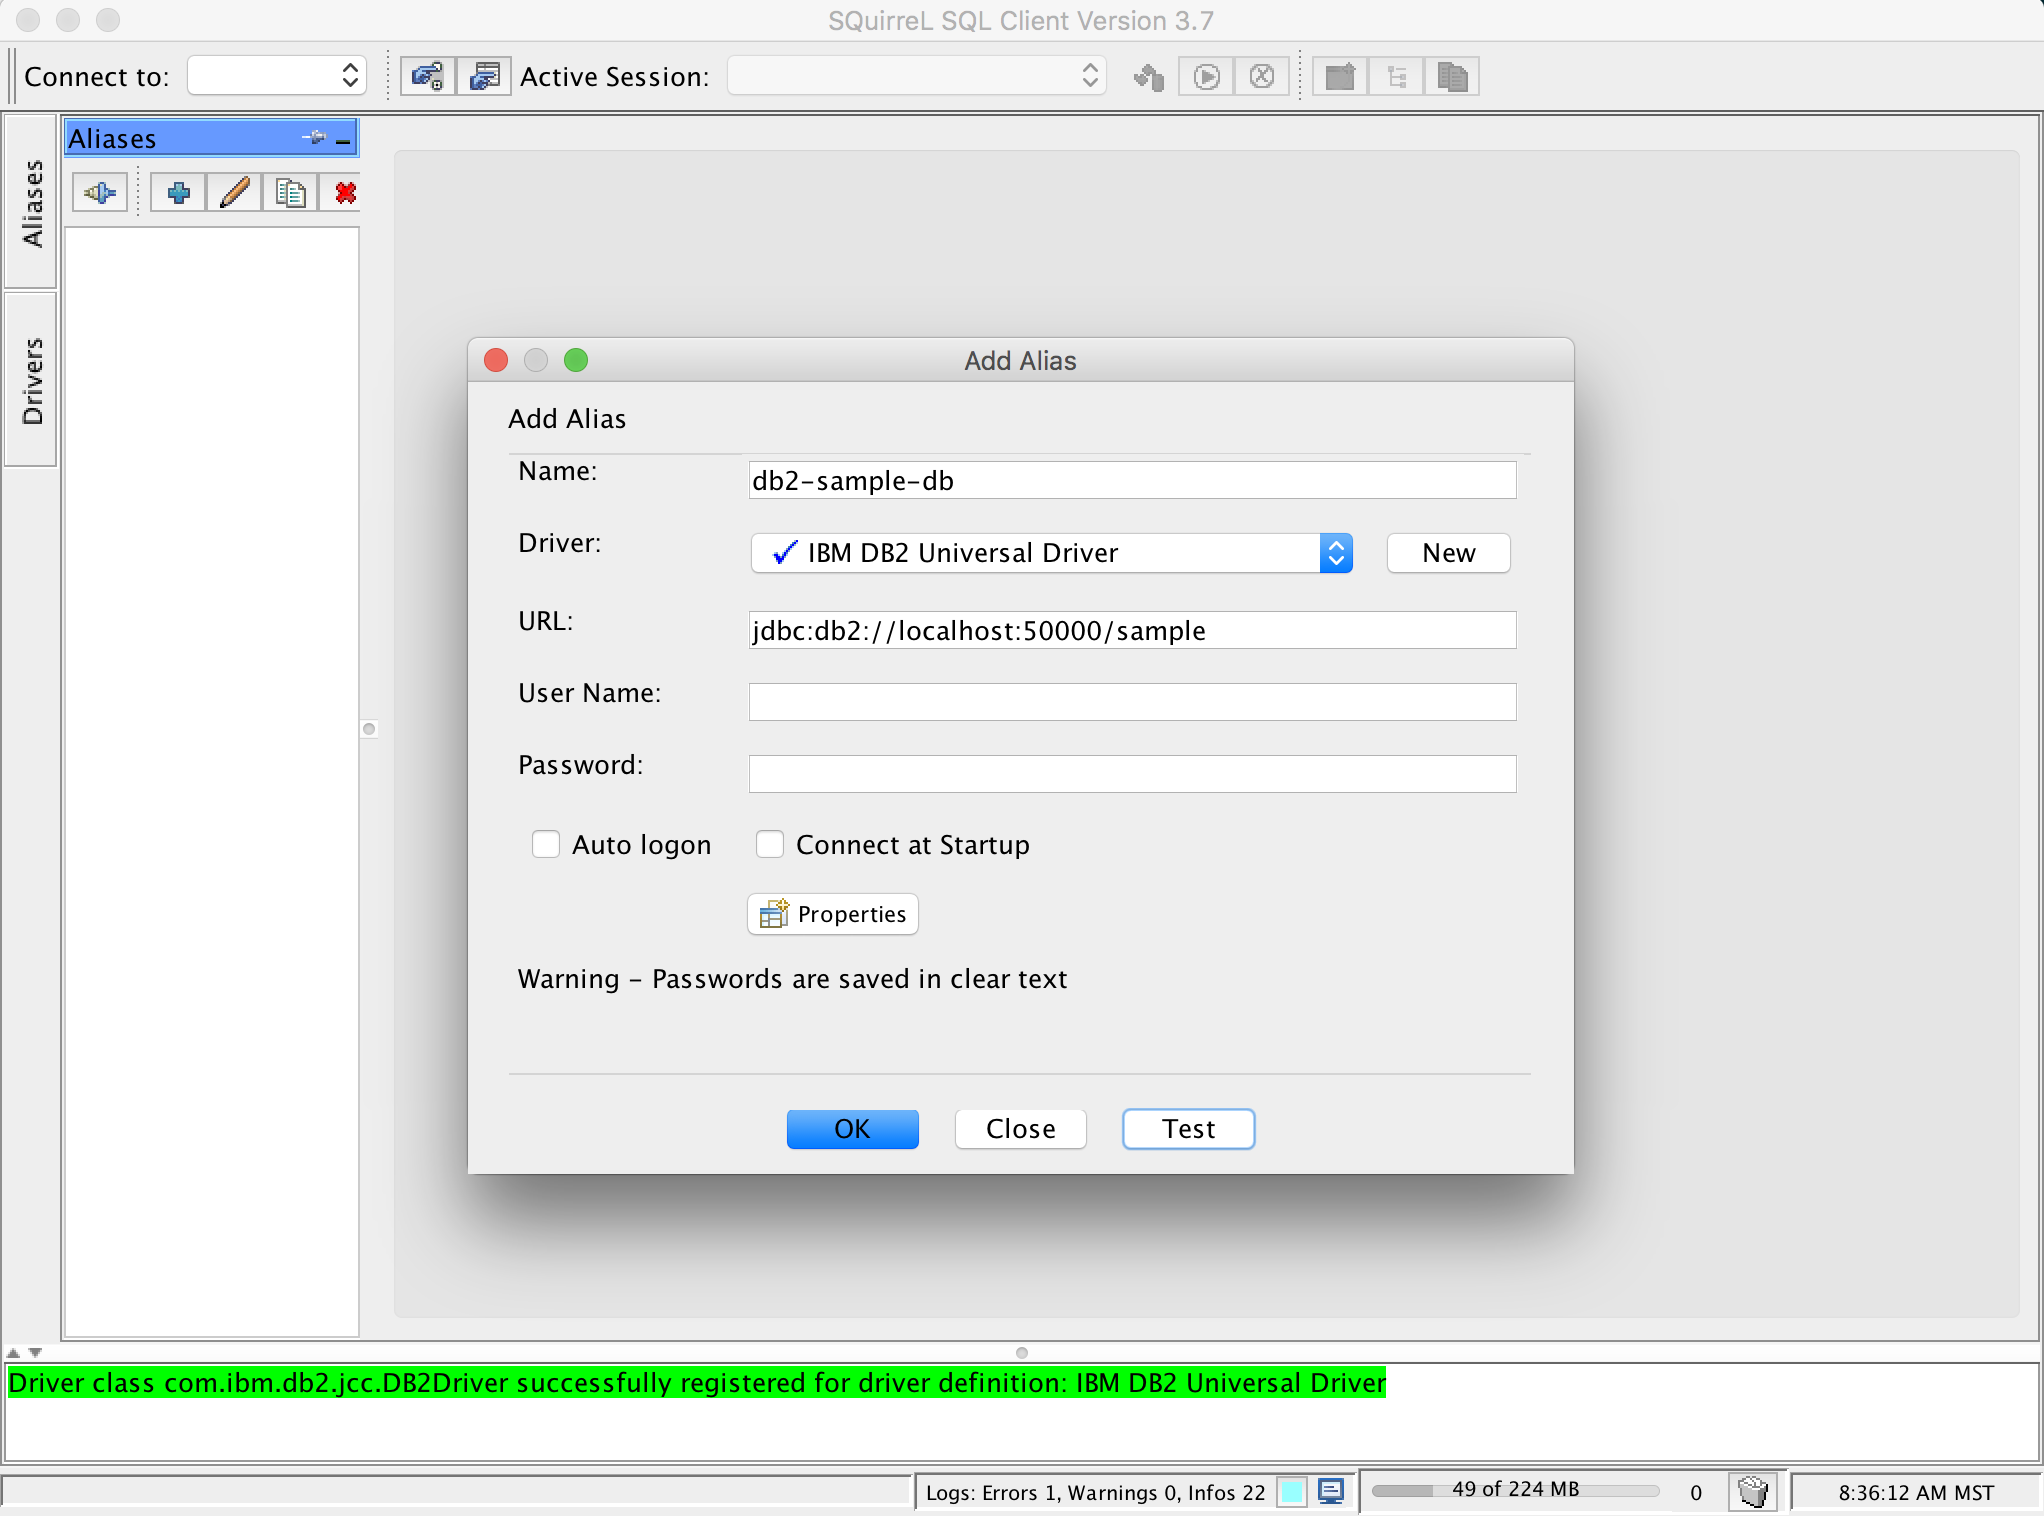 SQuirreL SQL Client Version 3.7
Connect to:
Active Session:
Aliases
Aliases
Drivers
Add Alias
Add Alias
Name: db2-sample-db
Driver: IBM DB2 Universal Driver New
URL: jdbc:db2://localhost:50000/sample
User Name:
Password:
Auto logon Connect at Startup
Properties
Warning - Passwords are saved in clear text
OK Close Test
Driver class com.ibm.db2.jcc.DB2Driver successfully registered for driver definition: IBM DB2 Universal Driver
Logs: Errors 1, Warnings 0, Infos 22 49 of 224 MB 0 8:36:12 AM MST